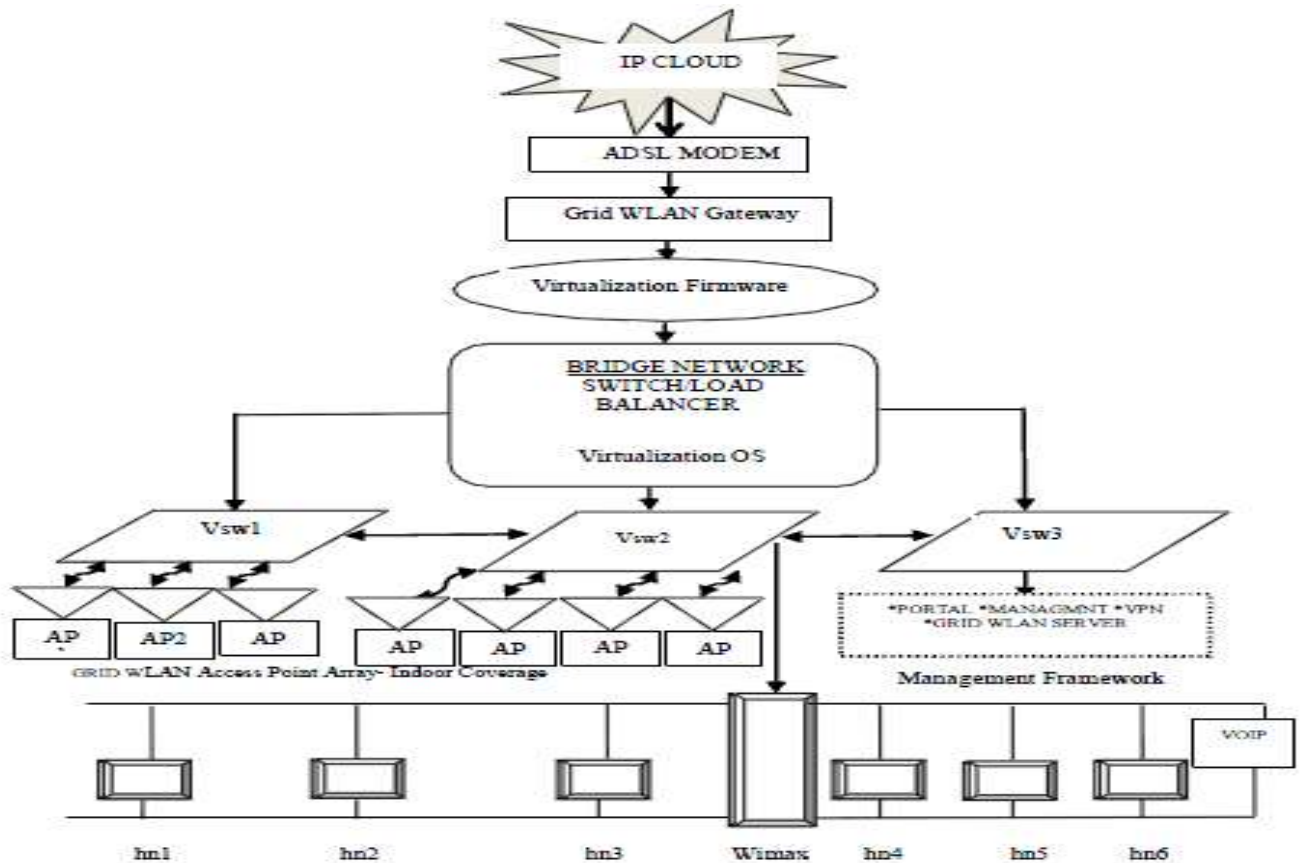 IP CLOUD
ADSL MODEM
Grid WLAN Gateway
Virtualization Firmware
BRIDGE NETWORK
SWITCH/LOAD
BALANCER
Virtualization OS
Vsw1
Vsw2
Vsw3
AP
AP2
AP
AP
AP
AP
AP
*PORTAL *MANAGMNT *VPN
*GRID WLAN SERVER
GRID WLAN Access Point Array- Indoor Coverage
Management Framework
VOIP
hn1
hn2
hn3
Wimax
hn4
hn5
hn6